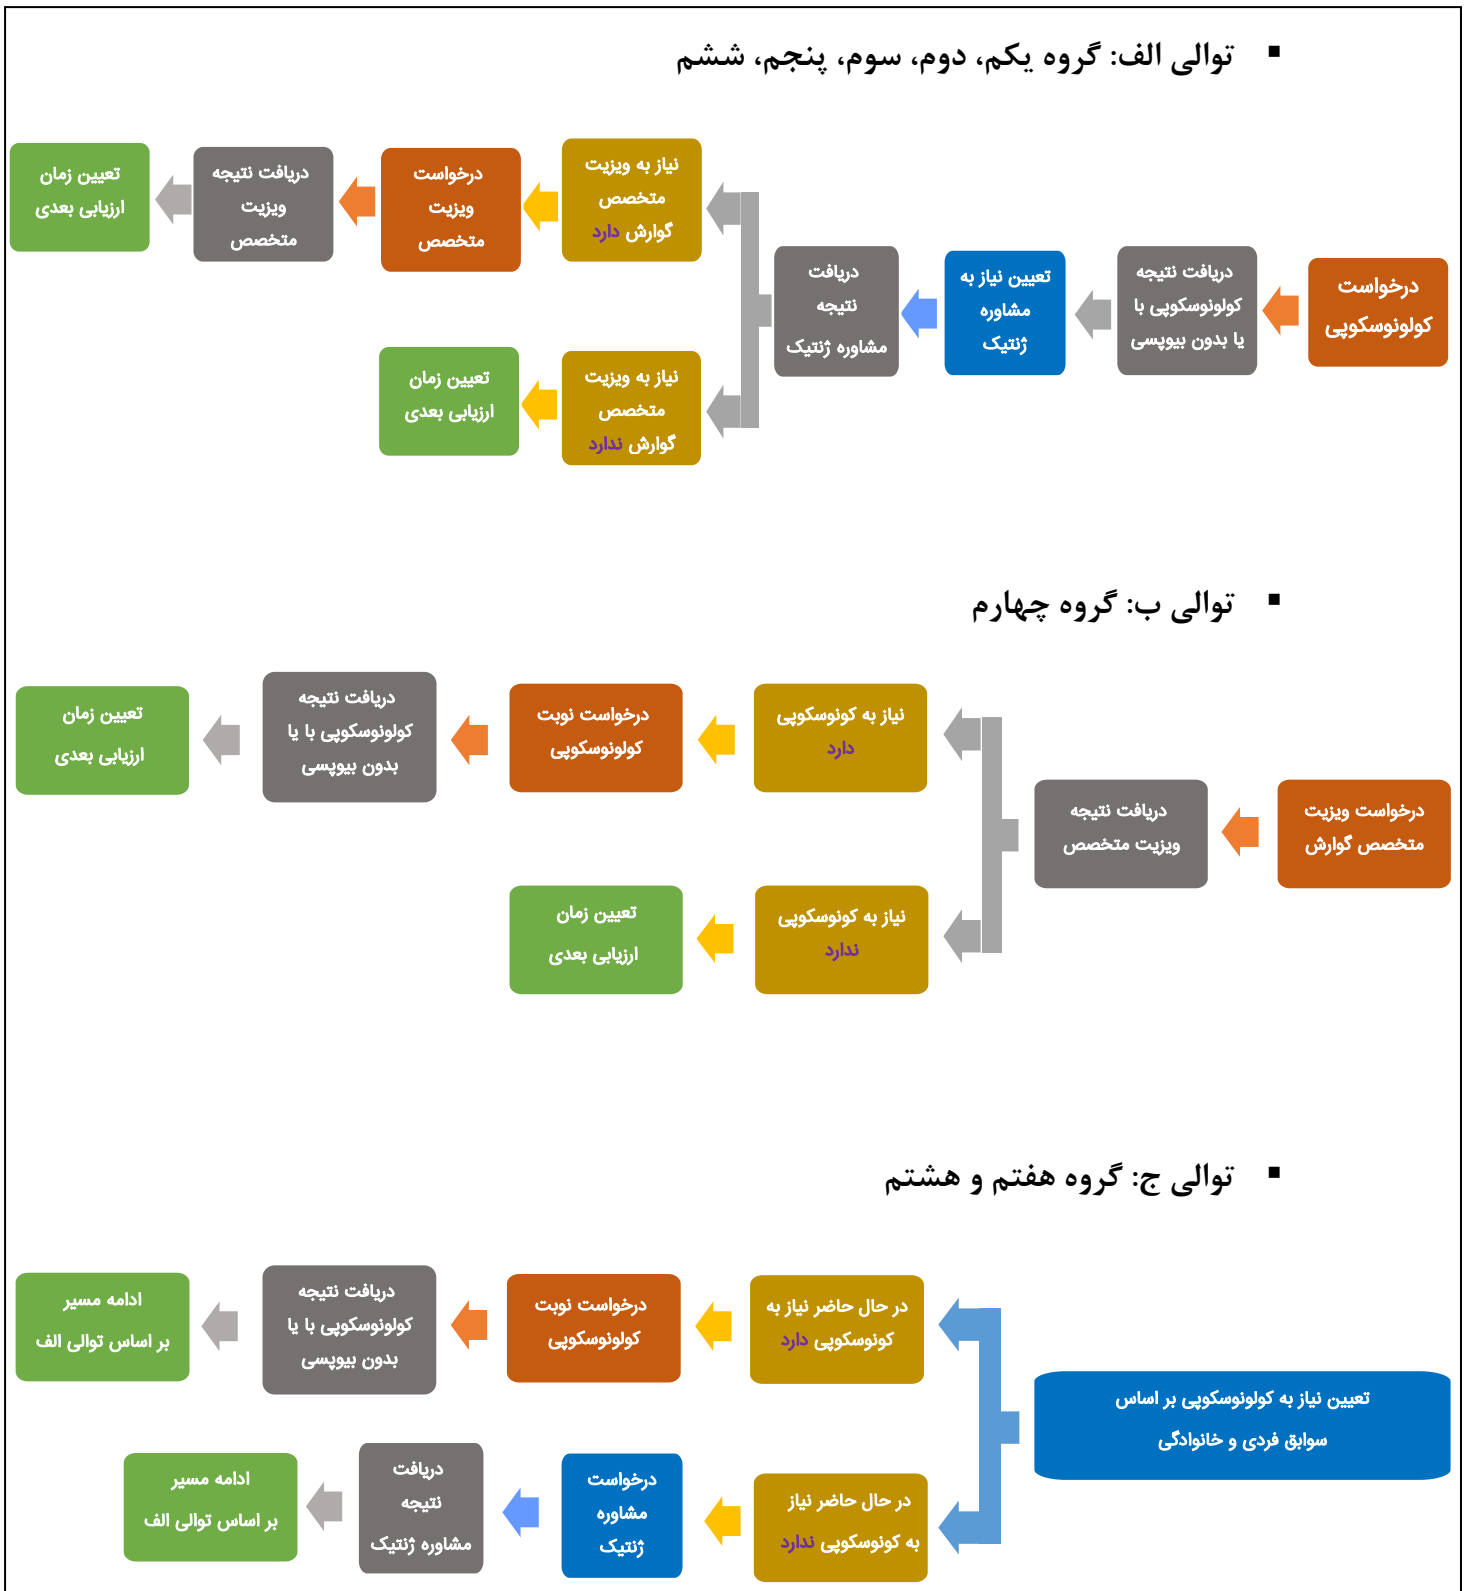 توالی الف: گروه یکم، دوم، سوم، پنجم، ششم
درخواست
کولونوسکوپی
دریافت نتیجه
کولونوسکوپی با
یا بدون بیوپسی
تعیین نیاز به
مشاوره
ژنتیک
دریافت
نتیجه
مشاوره ژنتیک
نیاز به ویزیت
متخصص
گوارش دارد
درخواست
ویزیت
متخصص
دریافت نتیجه
ویزیت
متخصص
تعیین زمان
ارزیابی بعدی
نیاز به ویزیت
متخصص
گوارش ندارد
تعیین زمان
ارزیابی بعدی
توالی ب: گروه چهارم
درخواست ویزیت
متخصص گوارش
دریافت نتیجه
ویزیت متخصص
نیاز به کونوسکوپی
دارد
درخواست نوبت
کولونوسکوپی
دریافت نتیجه
کولونوسکوپی با یا
بدون بیوپسی
تعیین زمان
ارزیابی بعدی
نیاز به کونوسکوپی
ندارد
تعیین زمان
ارزیابی بعدی
توالی ج: گروه هفتم و هشتم
تعیین نیاز به کولونوسکوپی بر اساس
سوابق فردی و خانوادگی
در حال حاضر نیاز به
کونوسکوپی دارد
درخواست نوبت
کولونوسکوپی
دریافت نتیجه
کولونوسکوپی با یا
بدون بیوپسی
ادامه مسیر
بر اساس توالی الف
در حال حاضر نیاز
به کونوسکوپی ندارد
درخواست
مشاوره
ژنتیک
دریافت
نتیجه
مشاوره ژنتیک
ادامه مسیر
بر اساس توالی الف